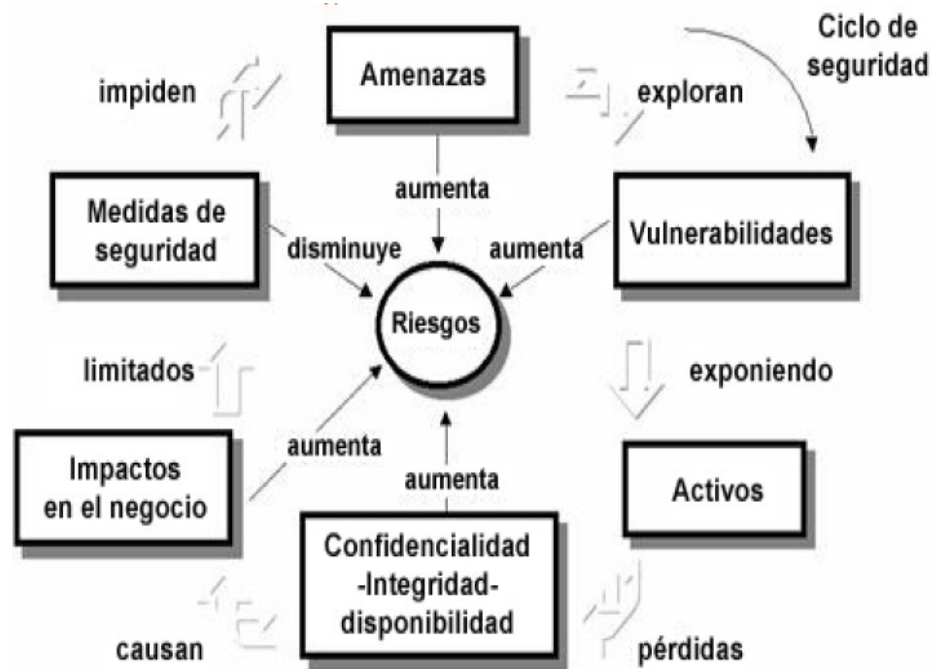 Ciclo de
seguridad
Amenazas
impiden
exploran
aumenta
Medidas de
seguridad
disminuye
aumenta
Vulnerabilidades
Riesgos
limitados
exponiendo
aumenta
Impactos
en el negocio
aumenta
Activos
Confidencialidad
-Integridad-
disponibilidad
causan
pérdidas